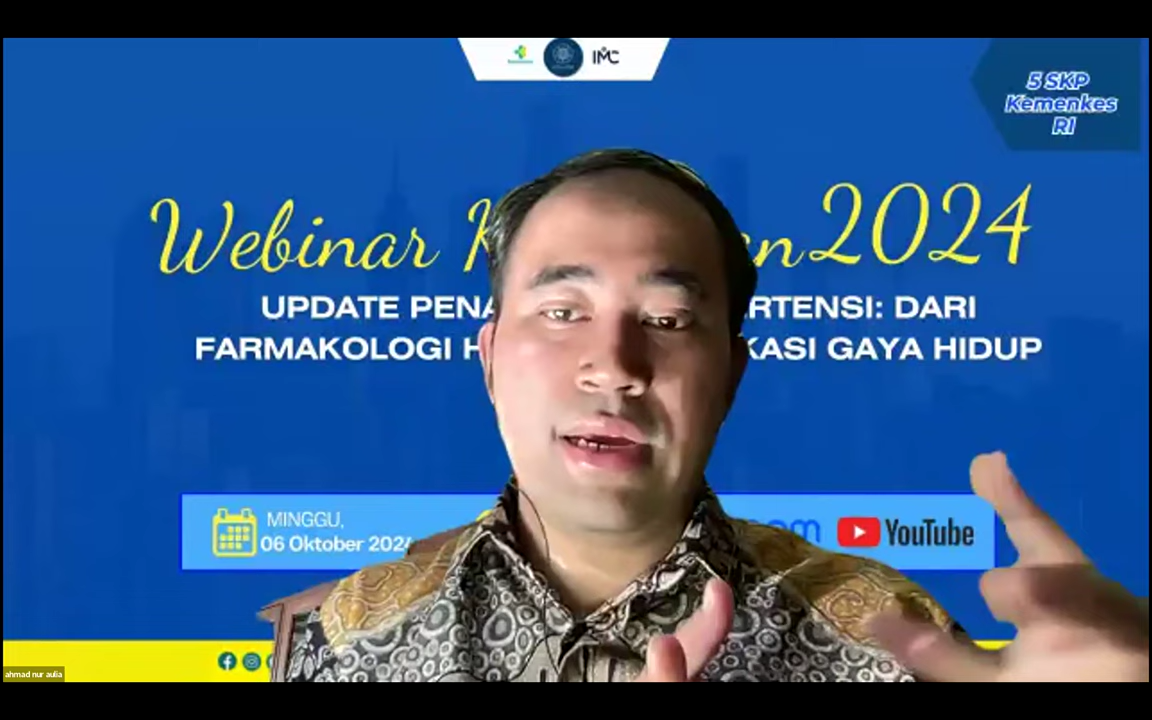 IMC
5 SKP
Kemenkes
RI
Webinar 2024
UPDATE PENA RTENSI: DARI
FARMAKOLOGI H KASI GAYA HIDUP
MINGGU,
06 Oktober 2024
YouTube
ahmad nur aulia